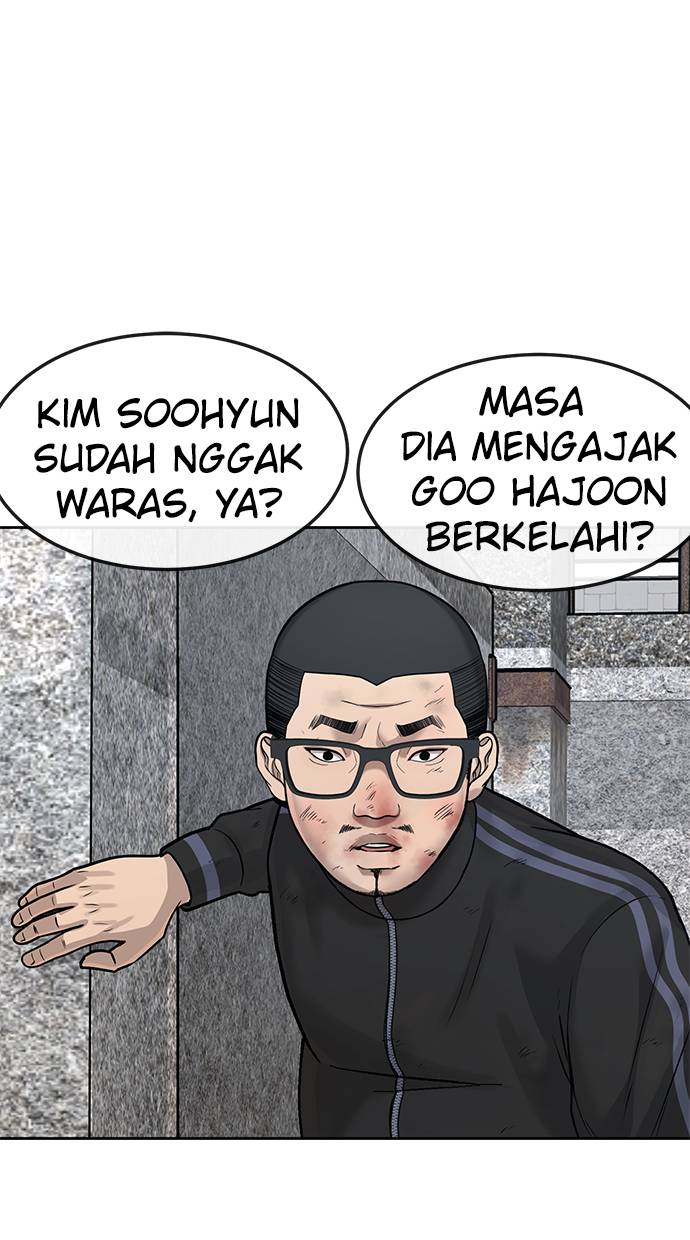 KIM SOOHYUN
SUDAH NGGAK
WARAS, YA?
MASA
DIA MENGAJAK
GOO HAJOON
BERKELAHI?